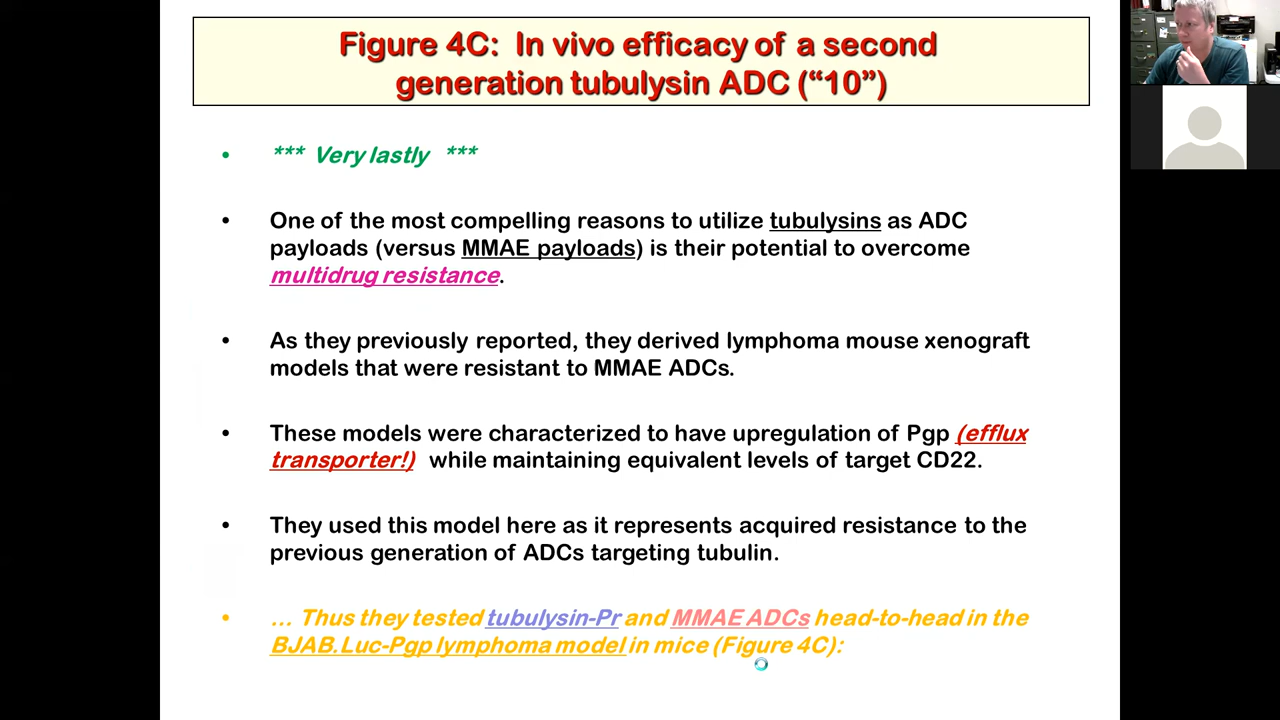 Figure 4C: In vivo efficacy of a second
generation tubulysin ADC (“10”)
• *** Very lastly ***
• One of the most compelling reasons to utilize tubulysins as ADC
payloads (versus MMAE payloads) is their potential to overcome
multidrug resistance.
• As they previously reported, they derived lymphoma mouse xenograft
models that were resistant to MMAE ADCs.
• These models were characterized to have upregulation of Pgp (efflux
transporter!) while maintaining equivalent levels of target CD22.
• They used this model here as it represents acquired resistance to the
previous generation of ADCs targeting tubulin.
• … Thus they tested tubulysin-Pr and MMAE ADCs head-to-head in the
BJAB.Luc-Pgp lymphoma model in mice (Figure 4C):